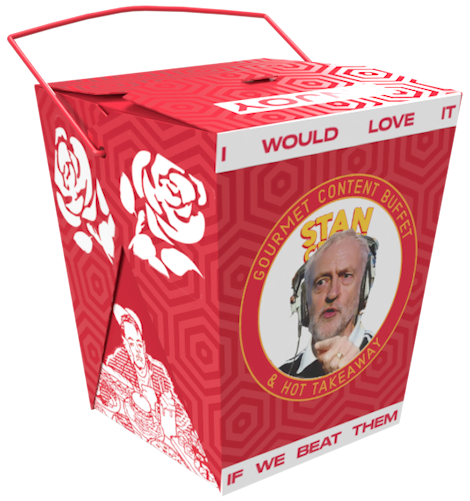 I WOULD LOVE IT
GOURMET CONTENT BUFFET
STAN
& HOT TAKEAWAY
IF WE BEAT THEM